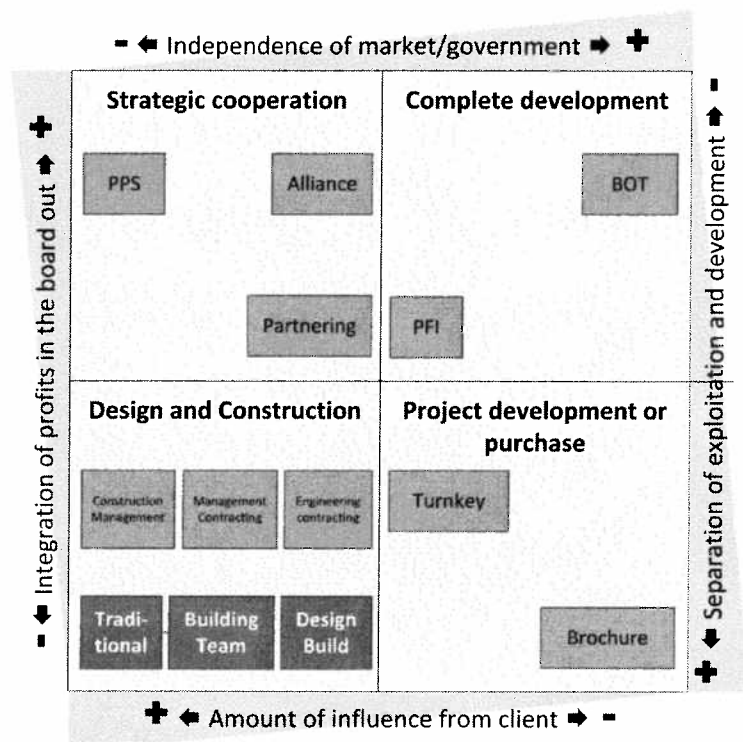 - Independence of market/government +
Strategic cooperation
Complete development
PPS
Alliance
BOT
Partnering
PFI
Design and Construction
Project development or
purchase
Construction
Management
Management
Contracting
Engineering
contracting
Turnkey
Tradi-
tional
Building
Team
Design
Build
Brochure
+ Amount of influence from client -
- Integration of profits in the board out +
+ Separation of exploitation and development -